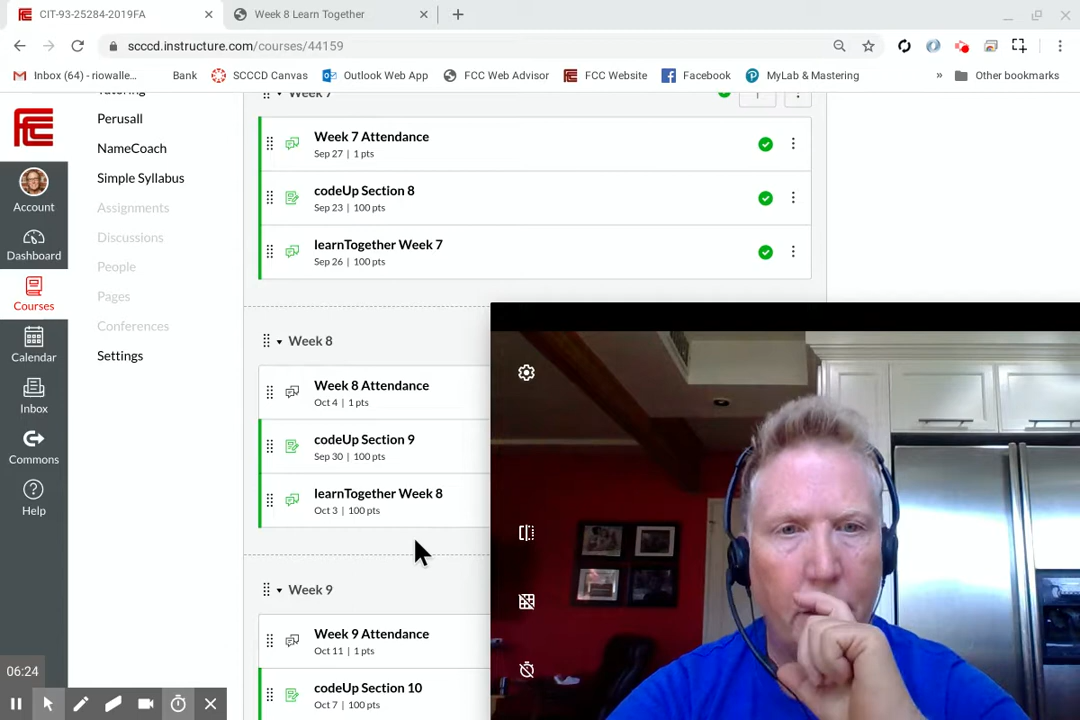 CIT-93-25284-2019FA
Week 8 Learn Together
scccd.instructure.com/courses/44159
Inbox (64) - riowalle...
Bank
SCCCD Canvas
Outlook Web App
FCC Web Advisor
FCC Website
Facebook
MyLab & Mastering
»
Other bookmarks
Account
Dashboard
Courses
Calendar
Inbox
Commons
Help
Tutoring
Perusall
NameCoach
Simple Syllabus
Assignments
Discussions
People
Pages
Conferences
Settings
Week 7
Week 7 Attendance
Sep 27 | 1 pts
codeUp Section 8
Sep 23 | 100 pts
learnTogether Week 7
Sep 26 | 100 pts
Week 8
Week 8 Attendance
Oct 4 | 1 pts
codeUp Section 9
Sep 30 | 100 pts
learnTogether Week 8
Oct 3 | 100 pts
Week 9
Week 9 Attendance
Oct 11 | 1 pts
codeUp Section 10
Oct 7 | 100 pts
06:24